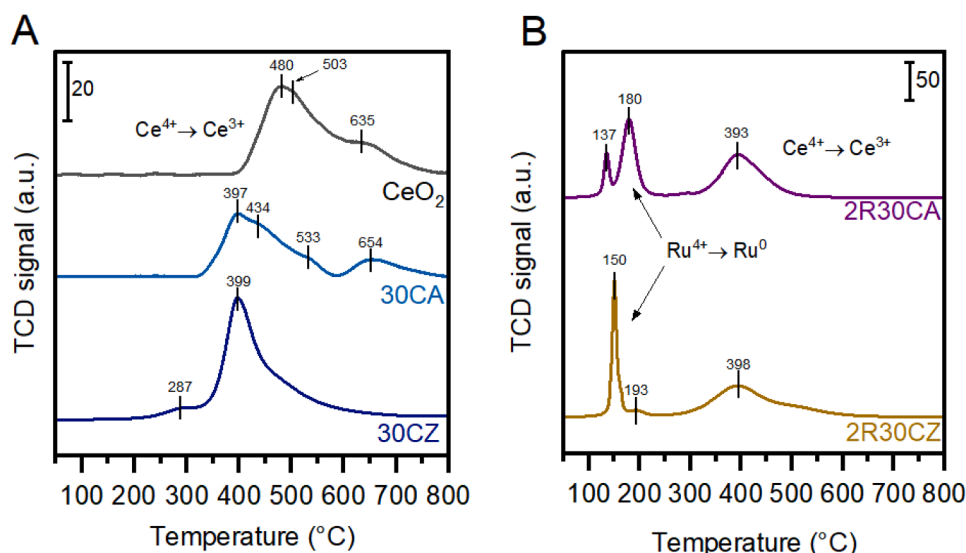 A
20
480
503
Ce⁴⁺→ Ce³⁺
635
CeO₂
397
434
533
654
30CA
399
287
30CZ
TCD signal (a.u.)
100 200 300 400 500 600 700 800
Temperature (°C)
B
50
137
180
393
Ce⁴⁺→ Ce³⁺
2R30CA
Ru⁴⁺→ Ru⁰
150
193
398
2R30CZ
TCD signal (a.u.)
100 200 300 400 500 600 700 800
Temperature (°C)